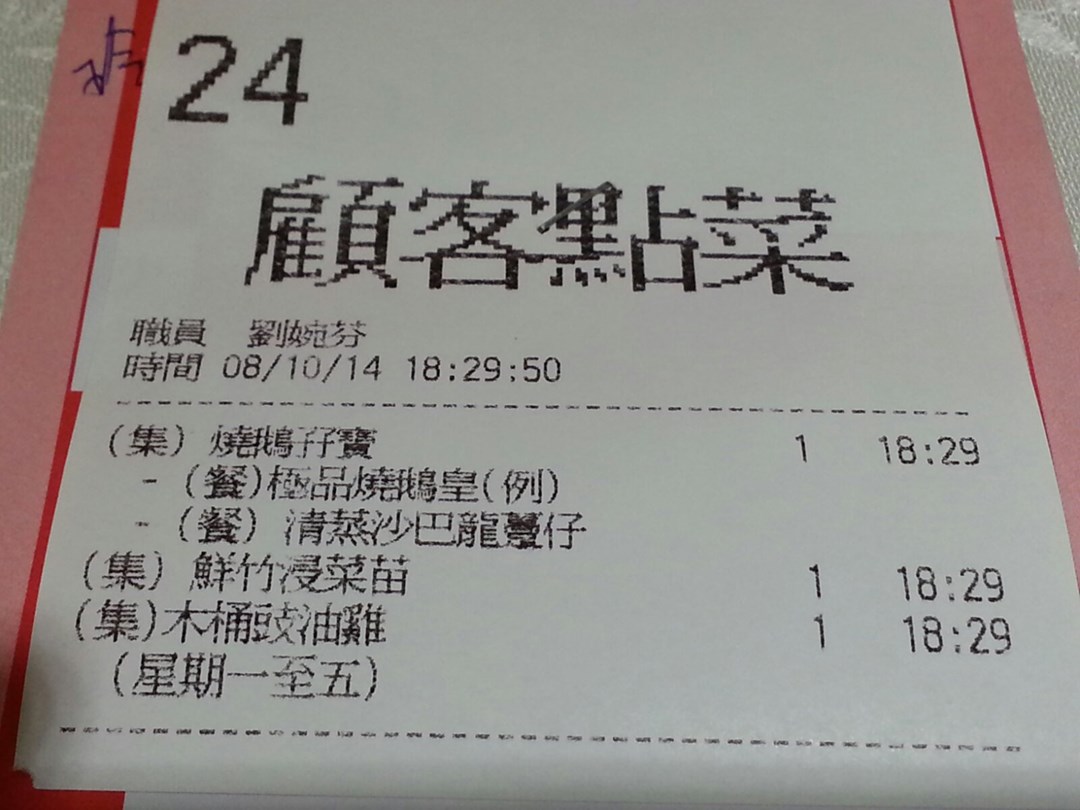 24
顧客點菜
職員 劉婉芬
時間 08/10/14 18:29:50
(集) 燒鵝孖寶 1 18:29
- (餐)極品燒鵝皇(例)
- (餐) 清蒸沙巴龍躉仔
(集) 鮮竹浸菜苗 1 18:29
(集)木桶豉油雞 1 18:29
(星期一至五)